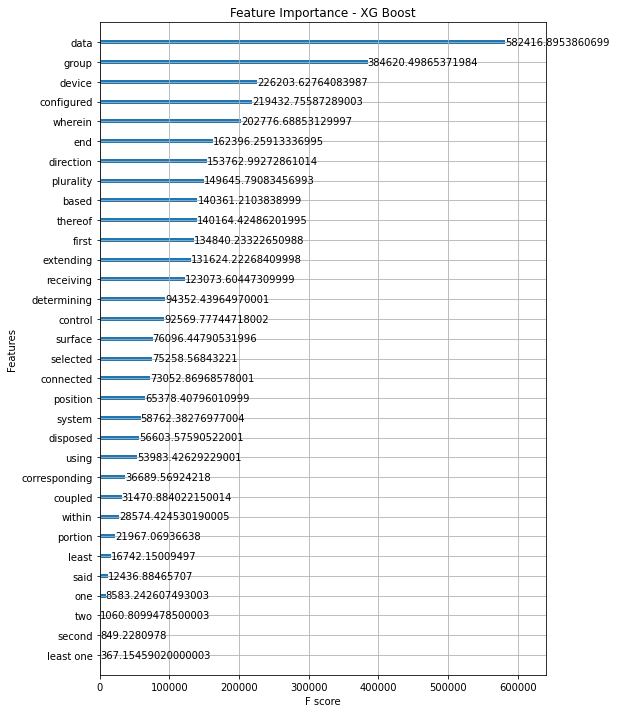 Feature Importance - XG Boost
data 582416.8953860699
group 384620.49865371984
device 226203.62764083987
configured 219432.75587289003
wherein 202776.68853129997
end 162396.25913336995
direction 153762.99272861014
plurality 149645.79083456993
based 140361.2103838999
thereof 140164.42486201995
first 134840.23322650988
extending 131624.22268409998
receiving 123073.60447309999
determining 94352.43964970001
control 92569.77744718002
surface 76096.44790531996
selected 75258.56843221
connected 73052.86968578001
position 65378.40796010999
system 58762.38276977004
disposed 56603.57590522001
using 53983.42629229001
corresponding 36689.56924218
coupled 31470.884022150014
within 28574.424530190005
portion 21967.06936638
least 16742.15009497
said 12436.88465707
one 8583.242607493003
two 1060.8099478500003
second 849.2280978
least one 367.15459020000003
0 100000 200000 300000 400000 500000 600000
F score
Features